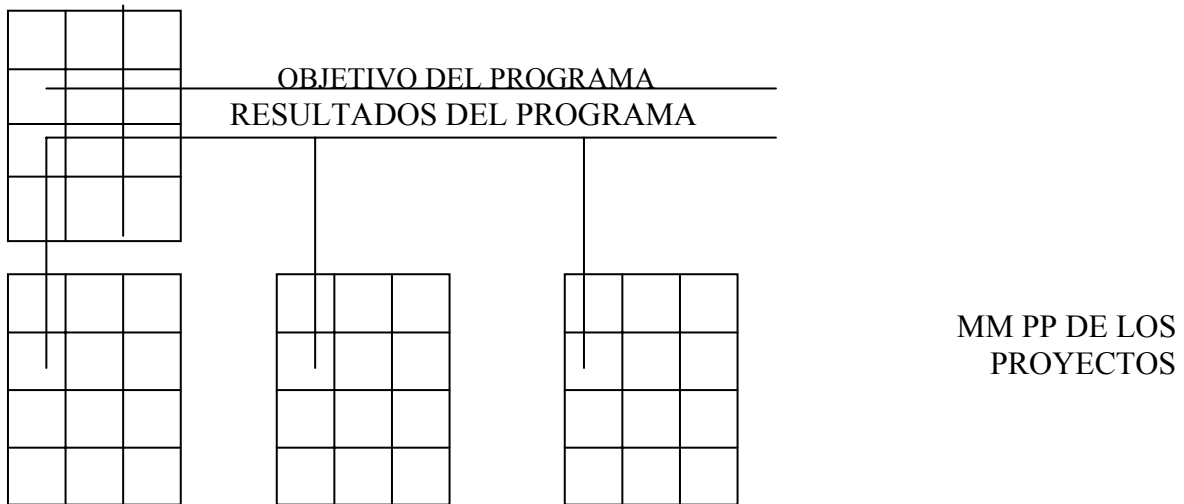 OBJETIVO DEL PROGRAMA
RESULTADOS DEL PROGRAMA
MM PP DE LOS
PROYECTOS